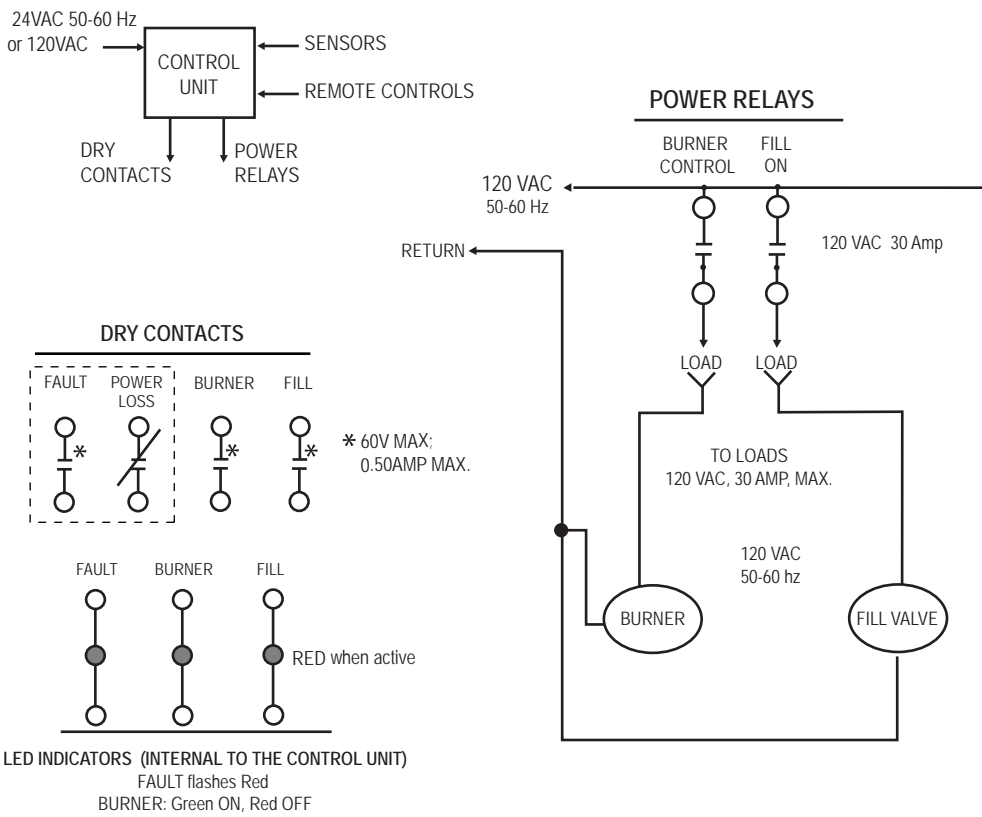 24VAC 50-60 Hz
or 120VAC
CONTROL
UNIT
SENSORS
REMOTE CONTROLS
DRY
CONTACTS
POWER
RELAYS
POWER RELAYS
BURNER
CONTROL
FILL
ON
120 VAC
50-60 Hz
120 VAC 30 Amp
RETURN
LOAD
LOAD
TO LOADS
120 VAC, 30 AMP, MAX.
120 VAC
50-60 hz
BURNER
FILL VALVE
DRY CONTACTS
FAULT
POWER
LOSS
BURNER
FILL
*
*
*
* 60V MAX;
0.50AMP MAX.
FAULT
BURNER
FILL
RED when active
LED INDICATORS (INTERNAL TO THE CONTROL UNIT)
FAULT flashes Red
BURNER: Green ON, Red OFF